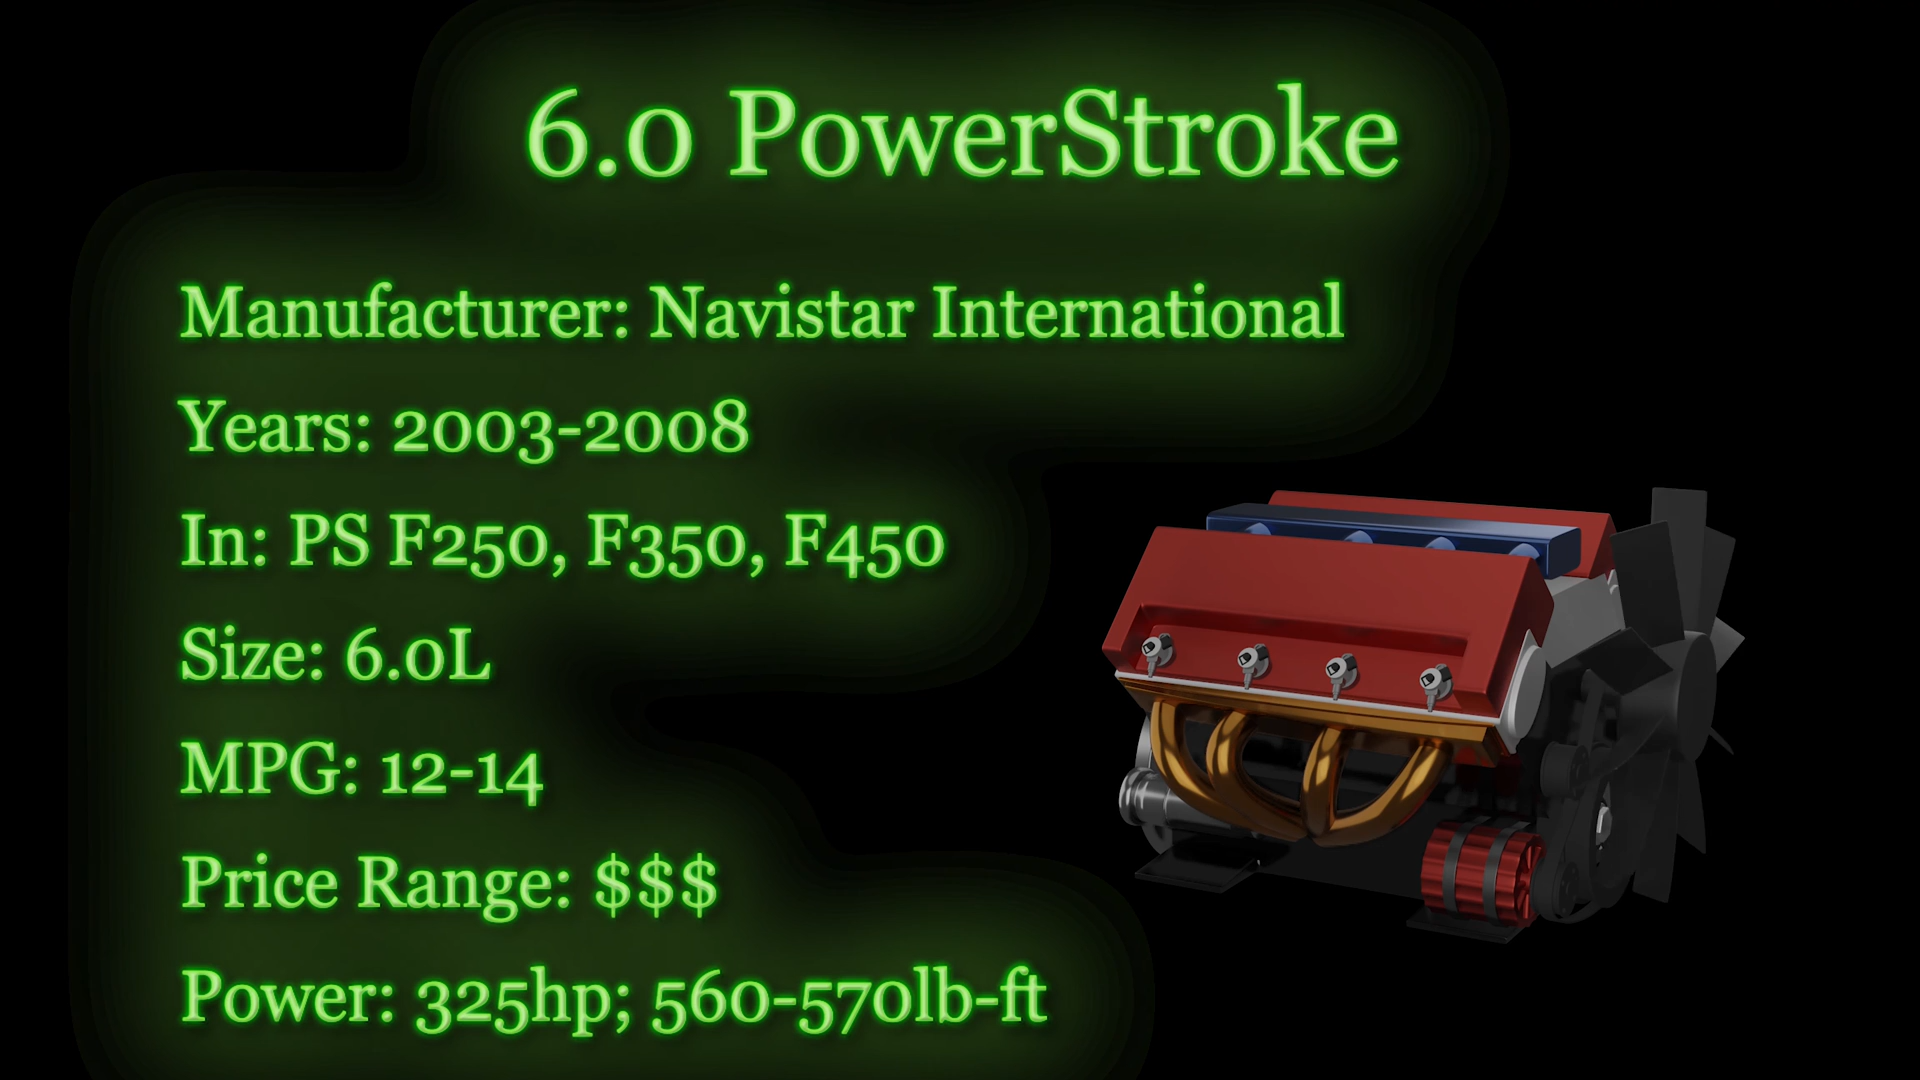 6.0 PowerStroke
Manufacturer: Navistar International
Years: 2003-2008
In: PS F250, F350, F450
Size: 6.0L
MPG: 12-14
Price Range: $$$
Power: 325hp; 560-570lb-ft